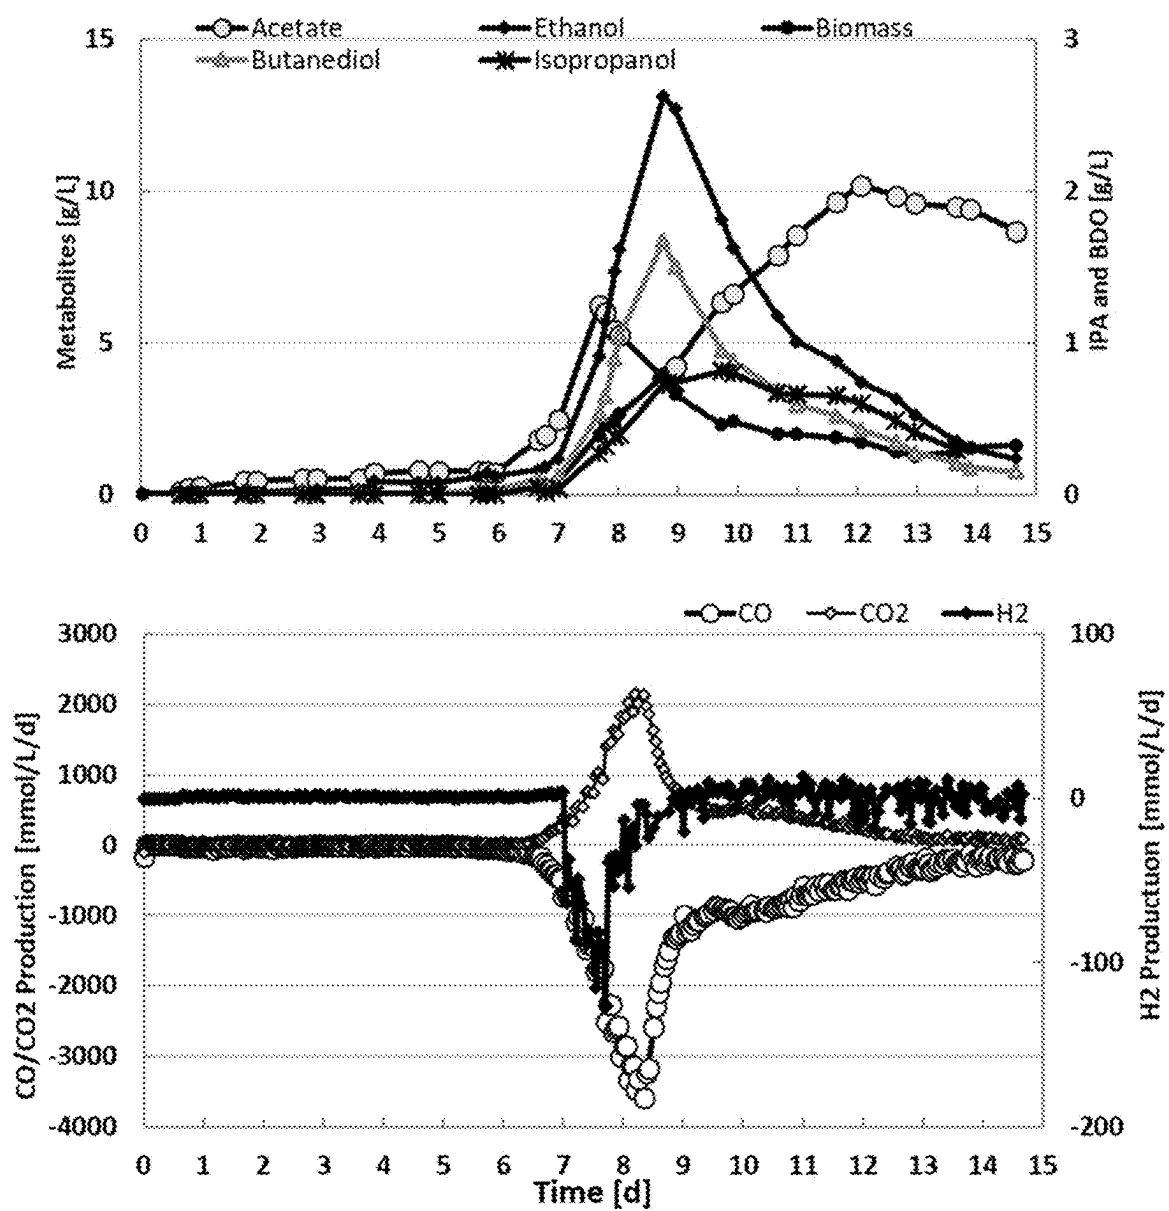 Acetate Ethanol Biomass
Butanediol Isopropanol
15 3
10 2
5 1
0 0
Metabolites [g/L]
IPA and BDO [g/L]
0 1 2 3 4 5 6 7 8 9 10 11 12 13 14 15
CO CO2 H2
3000 100
2000
1000 0
0
-1000
-2000 -100
-3000
-4000 -200
CO/CO2 Production [mmol/L/d]
H2 Productuon [mmol/L/d]
0 1 2 3 4 5 6 7 8 9 10 11 12 13 14 15
Time [d]